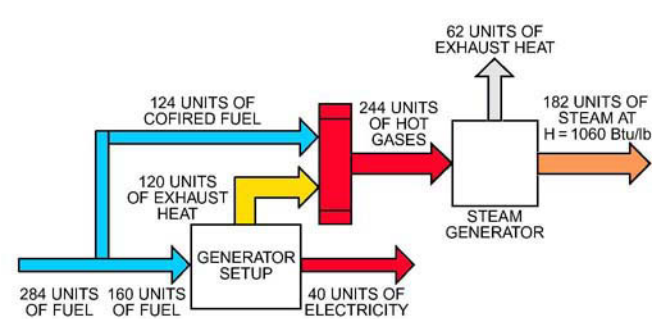 62 UNITS OF
EXHAUST HEAT
124 UNITS OF
COFIRED FUEL
244 UNITS
OF HOT
GASES
182 UNITS OF
STEAM AT
H = 1060 Btu/lb
120 UNITS
OF EXHAUST
HEAT
STEAM
GENERATOR
GENERATOR
SETUP
284 UNITS
OF FUEL
160 UNITS
OF FUEL
40 UNITS OF
ELECTRICITY